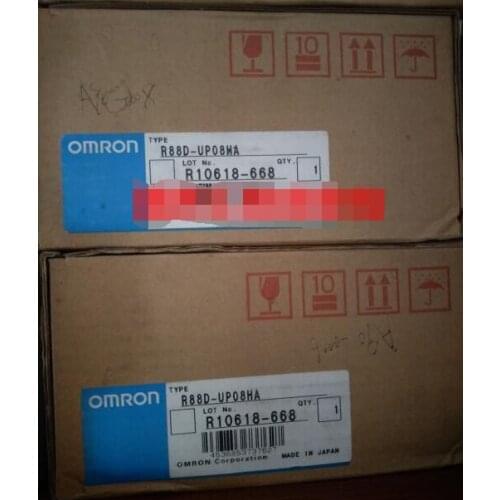 10
TYPE
OMRON R88D-UP08HA
LOT No. QTY.
R10618-668 1
10
TYPE
OMRON R88D-UP08HA
LOT No. QTY.
R10618-668 1
OMRON Corporation MADE IN JAPAN